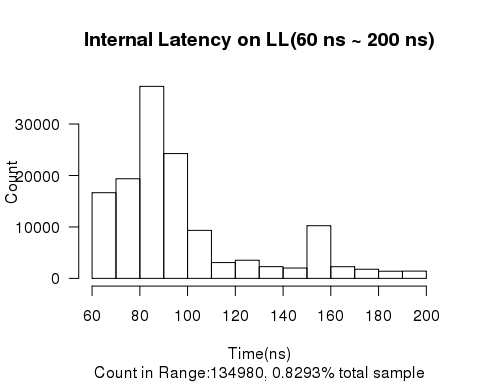 Internal Latency on LL(60 ns ~ 200 ns)
Count
30000
20000
10000
0
60 80 100 120 140 160 180 200
Time(ns)
Count in Range:134980, 0.8293% total sample